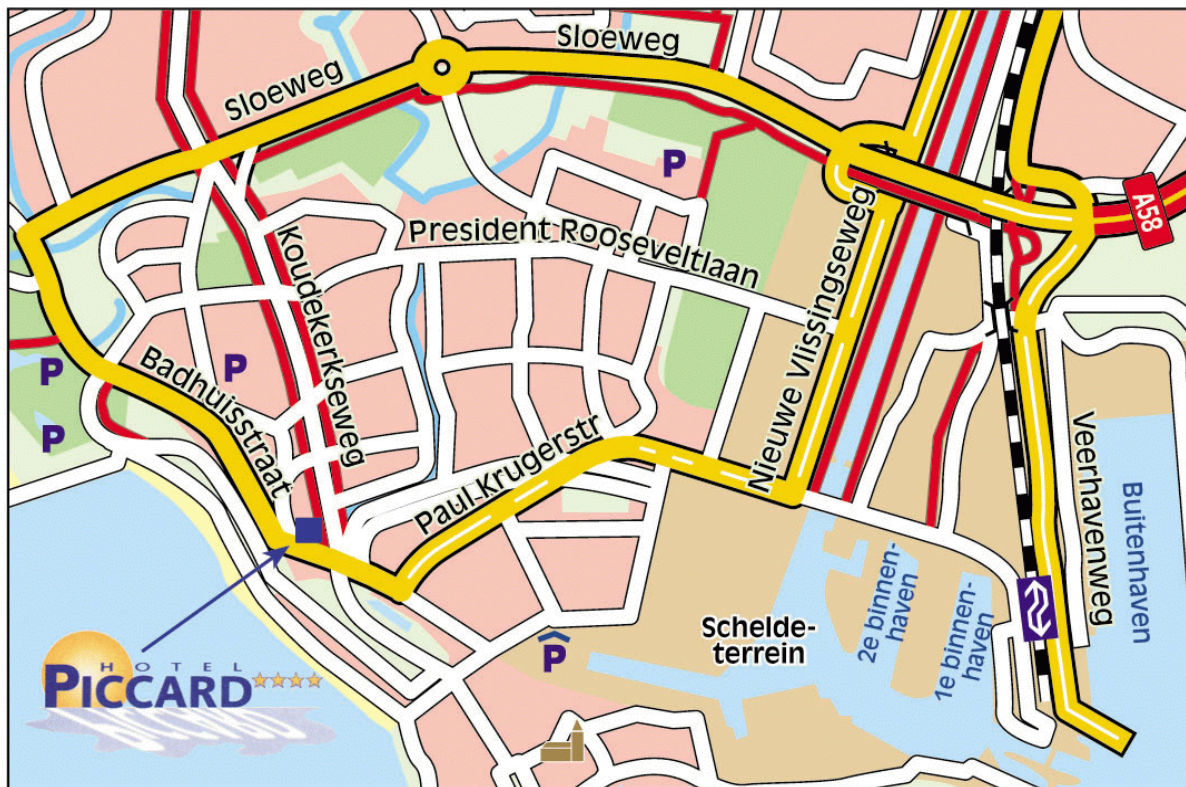 Sloeweg
Sloeweg
A58
P
President Rooseveltlaan
Koudekerkseweg
Nieuwe Vlissingseweg
P
P
P
Badhuisstraat
Paul-Krugerstr
Veerhavenweg
Buitenhaven
2e binnen-
haven
1e binnen-
haven
Schelde-
terrein
P
HOTEL
PICCARD